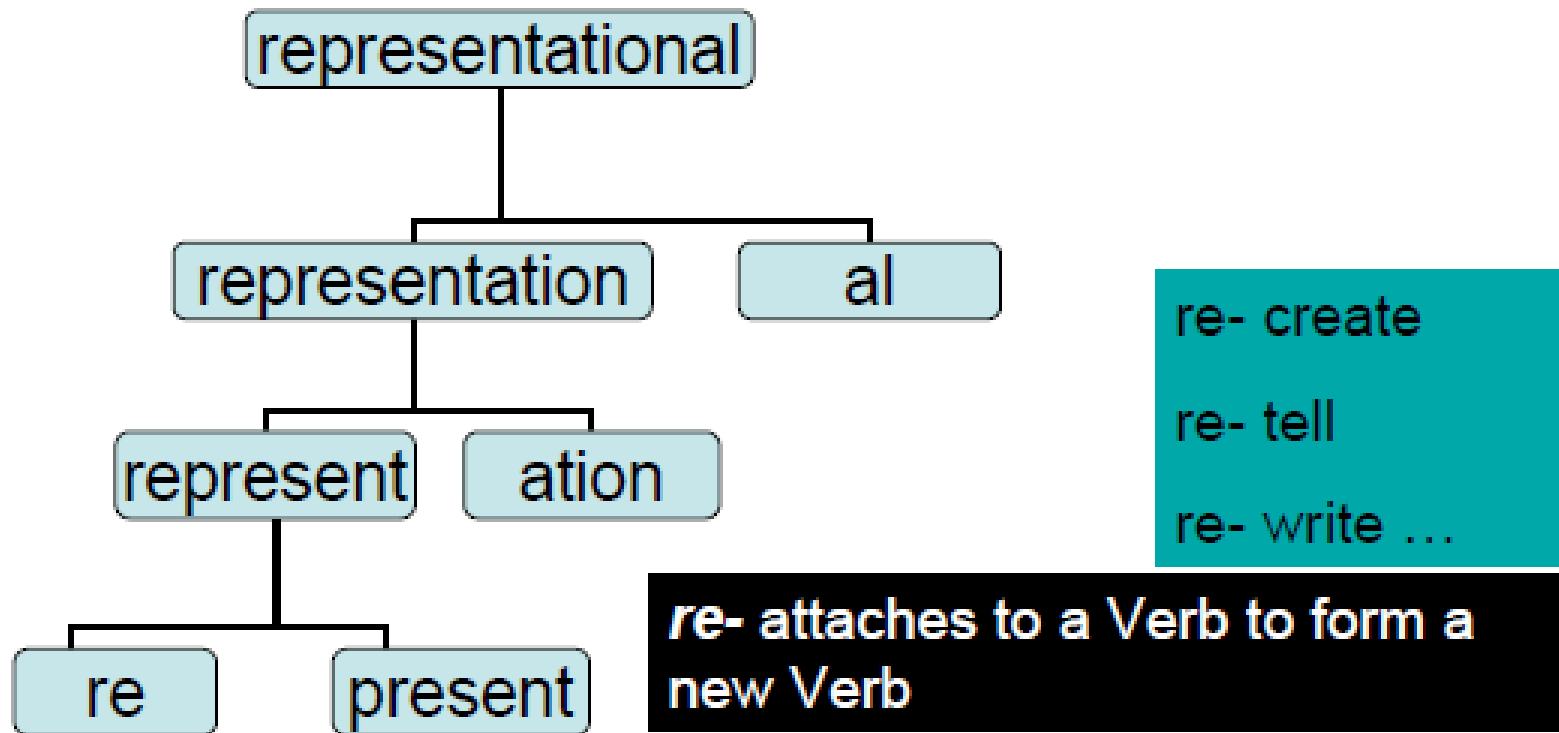 representational
representation
al
represent
ation
re
present
re- create
re- tell
re- write …
re- attaches to a Verb to form a
new Verb